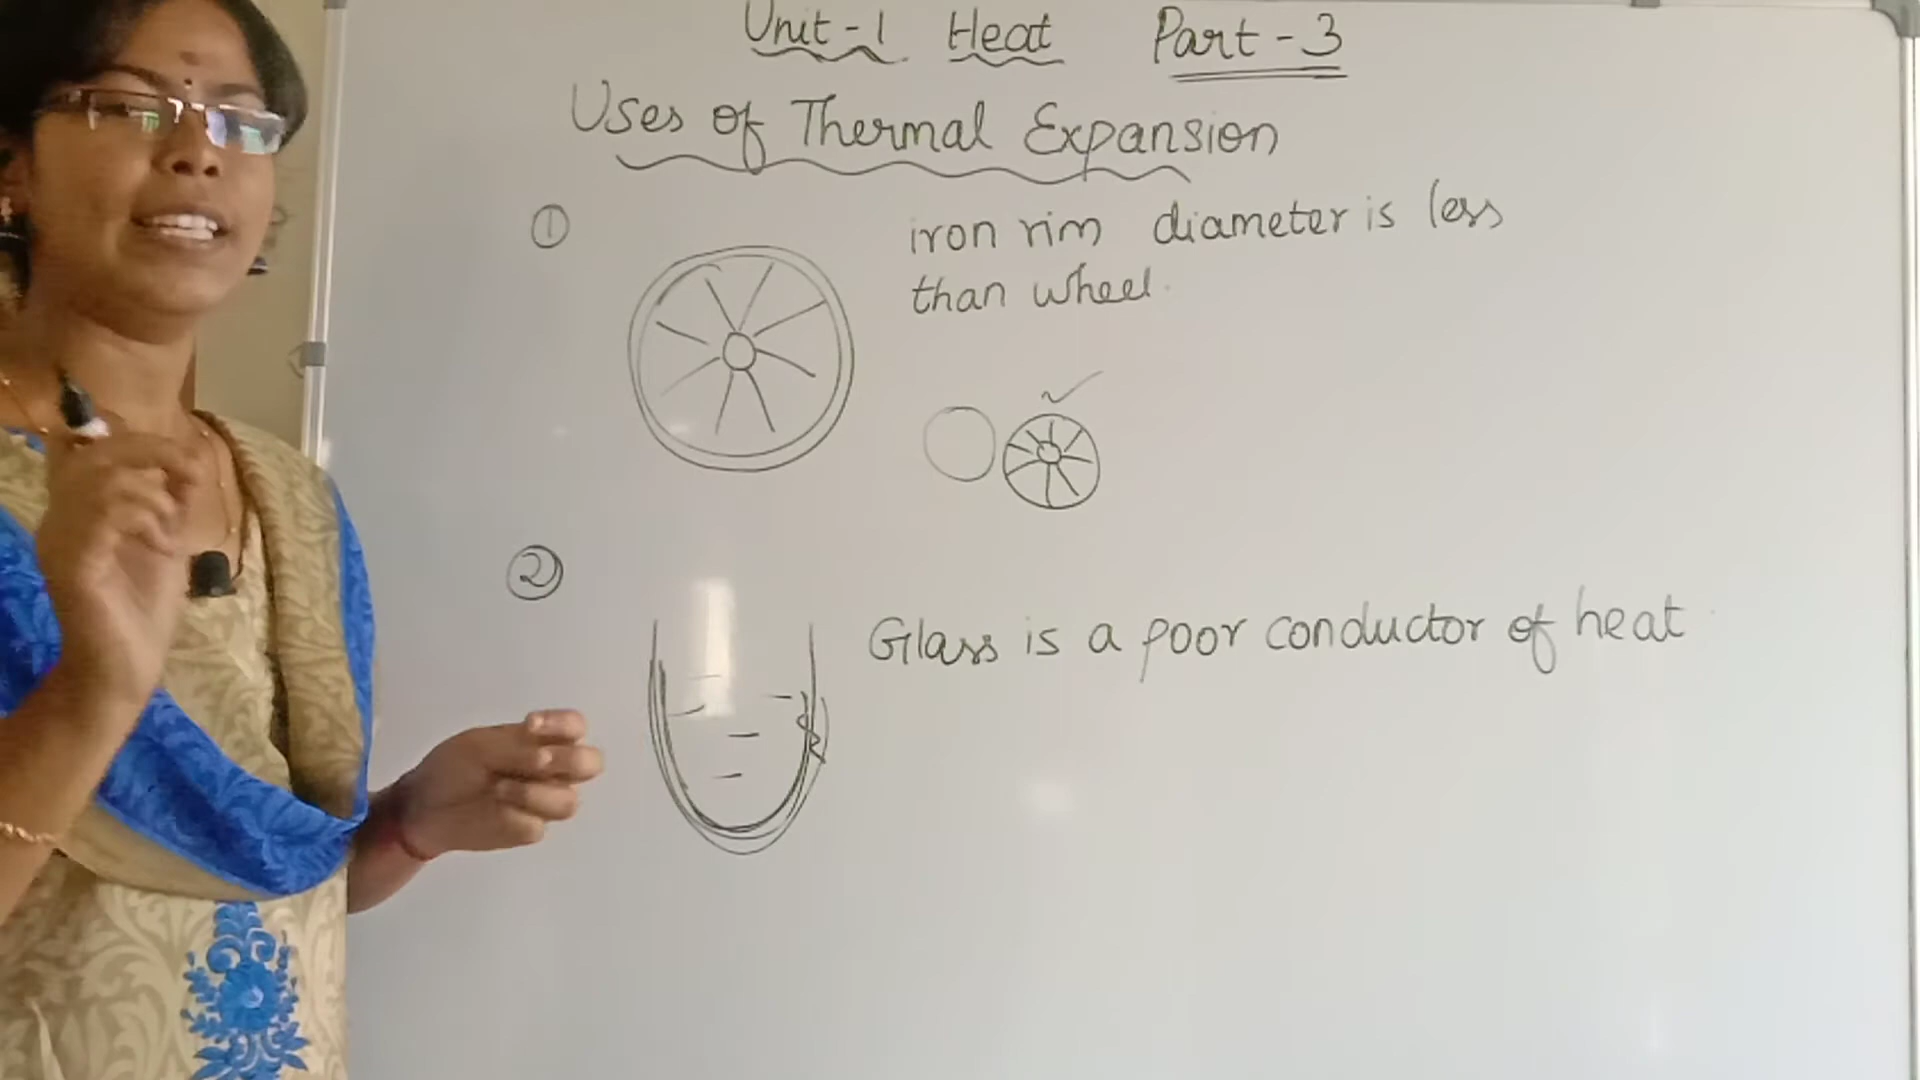 Unit - 1 Heat Part - 3
Uses of Thermal Expansion
①
iron rim diameter is less
than wheel.
②
Glass is a poor conductor of heat